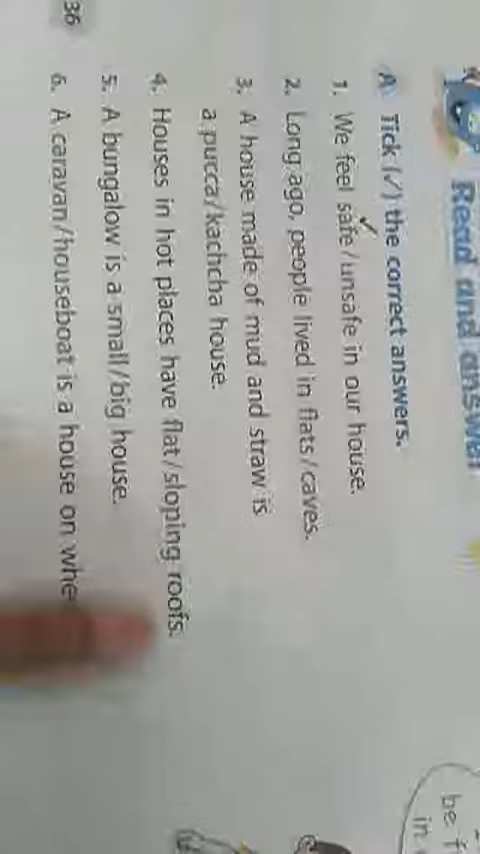 Read and answer
A Tick (✓) the correct answers.
1. We feel safe/unsafe in our house.
2. Long ago, people lived in flats/caves.
3. A house made of mud and straw is
a pucca/kachcha house.
4. Houses in hot places have flat/sloping roofs.
5. A bungalow is a small/big house.
6. A caravan/houseboat is a house on whe
36
be f
in